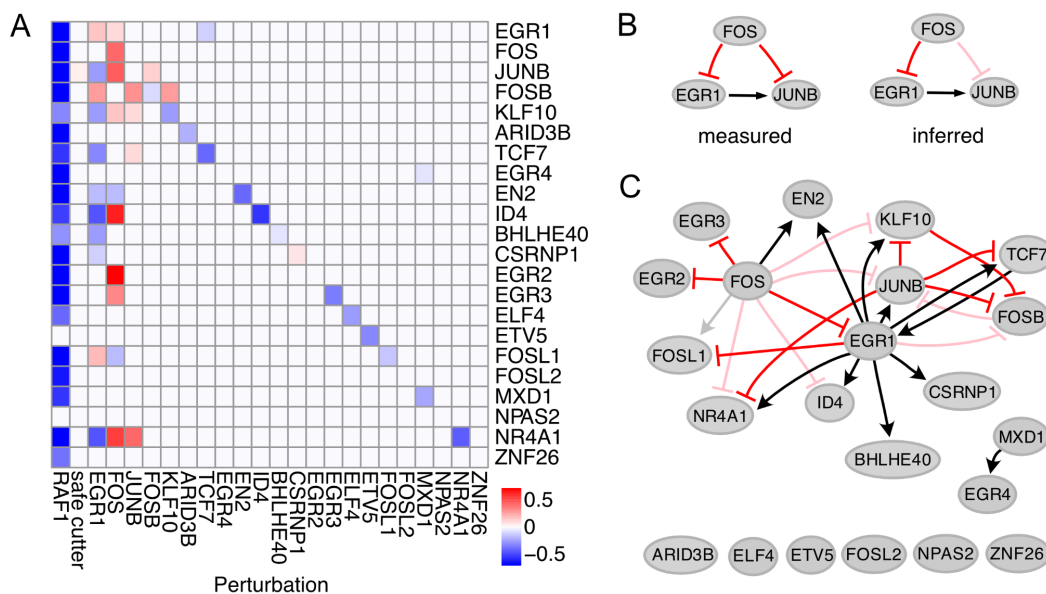 A
EGR1
FOS
JUNB
FOSB
KLF10
ARID3B
TCF7
EGR4
EN2
ID4
BHLHE40
CSRNP1
EGR2
EGR3
ELF4
ETV5
FOSL1
FOSL2
MXD1
NPAS2
NR4A1
ZNF26
RAF1
safe cutter
EGR1
FOS
JUNB
FOSB
KLF10
ARID3B
TCF7
EGR4
EN2
ID4
BHLHE40
CSRNP1
EGR2
EGR3
ELF4
ETV5
FOSL1
FOSL2
MXD1
NPAS2
NR4A1
ZNF26
Perturbation
0.5
0
−0.5
B
FOS
EGR1
JUNB
measured
FOS
EGR1
JUNB
inferred
C
EN2
EGR3
KLF10
TCF7
EGR2
FOS
JUNB
FOSB
EGR1
FOSL1
CSRNP1
ID4
NR4A1
MXD1
BHLHE40
EGR4
ARID3B
ELF4
ETV5
FOSL2
NPAS2
ZNF26